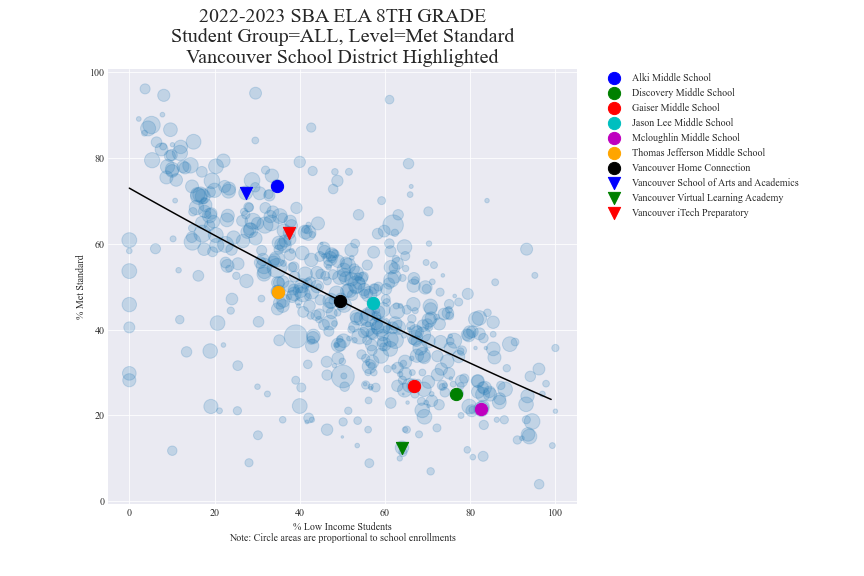 2022-2023 SBA ELA 8TH GRADE
Student Group=ALL, Level=Met Standard
Vancouver School District Highlighted
100
80
60
40
20
0
% Met Standard
0 20 40 60 80 100
% Low Income Students
Note: Circle areas are proportional to school enrollments
Alki Middle School
Discovery Middle School
Gaiser Middle School
Jason Lee Middle School
Mcloughlin Middle School
Thomas Jefferson Middle School
Vancouver Home Connection
Vancouver School of Arts and Academics
Vancouver Virtual Learning Academy
Vancouver iTech Preparatory